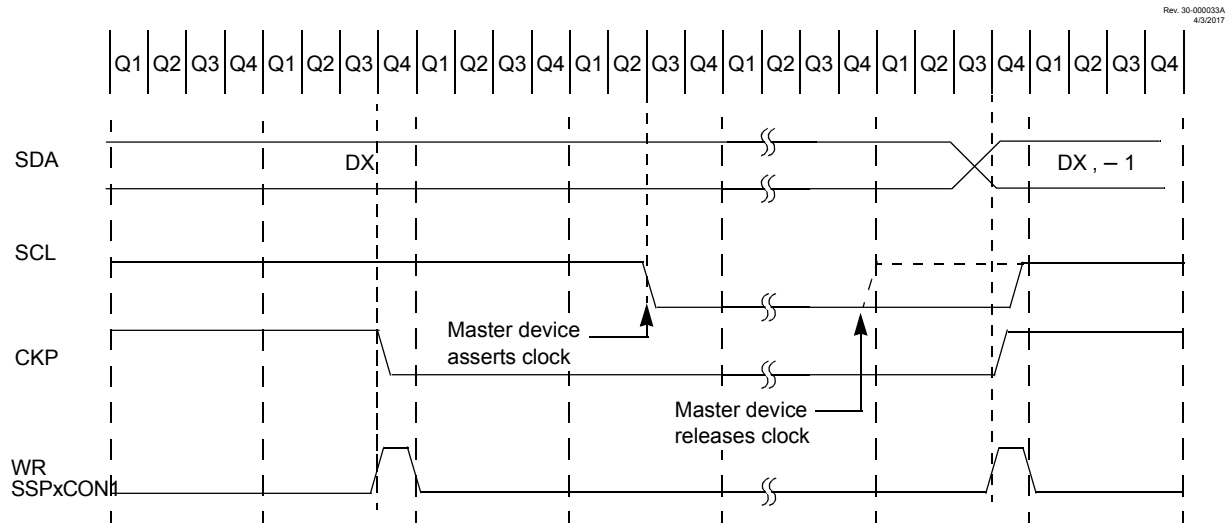 Rev. 30-000033A
4/3/2017
Q1 Q2 Q3 Q4 Q1 Q2 Q3 Q4 Q1 Q2 Q3 Q4 Q1 Q2 Q3 Q4 Q1 Q2 Q3 Q4 Q1 Q2 Q3 Q4 Q1 Q2 Q3 Q4
SDA
DX
DX , – 1
SCL
Master device
asserts clock
CKP
Master device
releases clock
WR
SSPxCON1